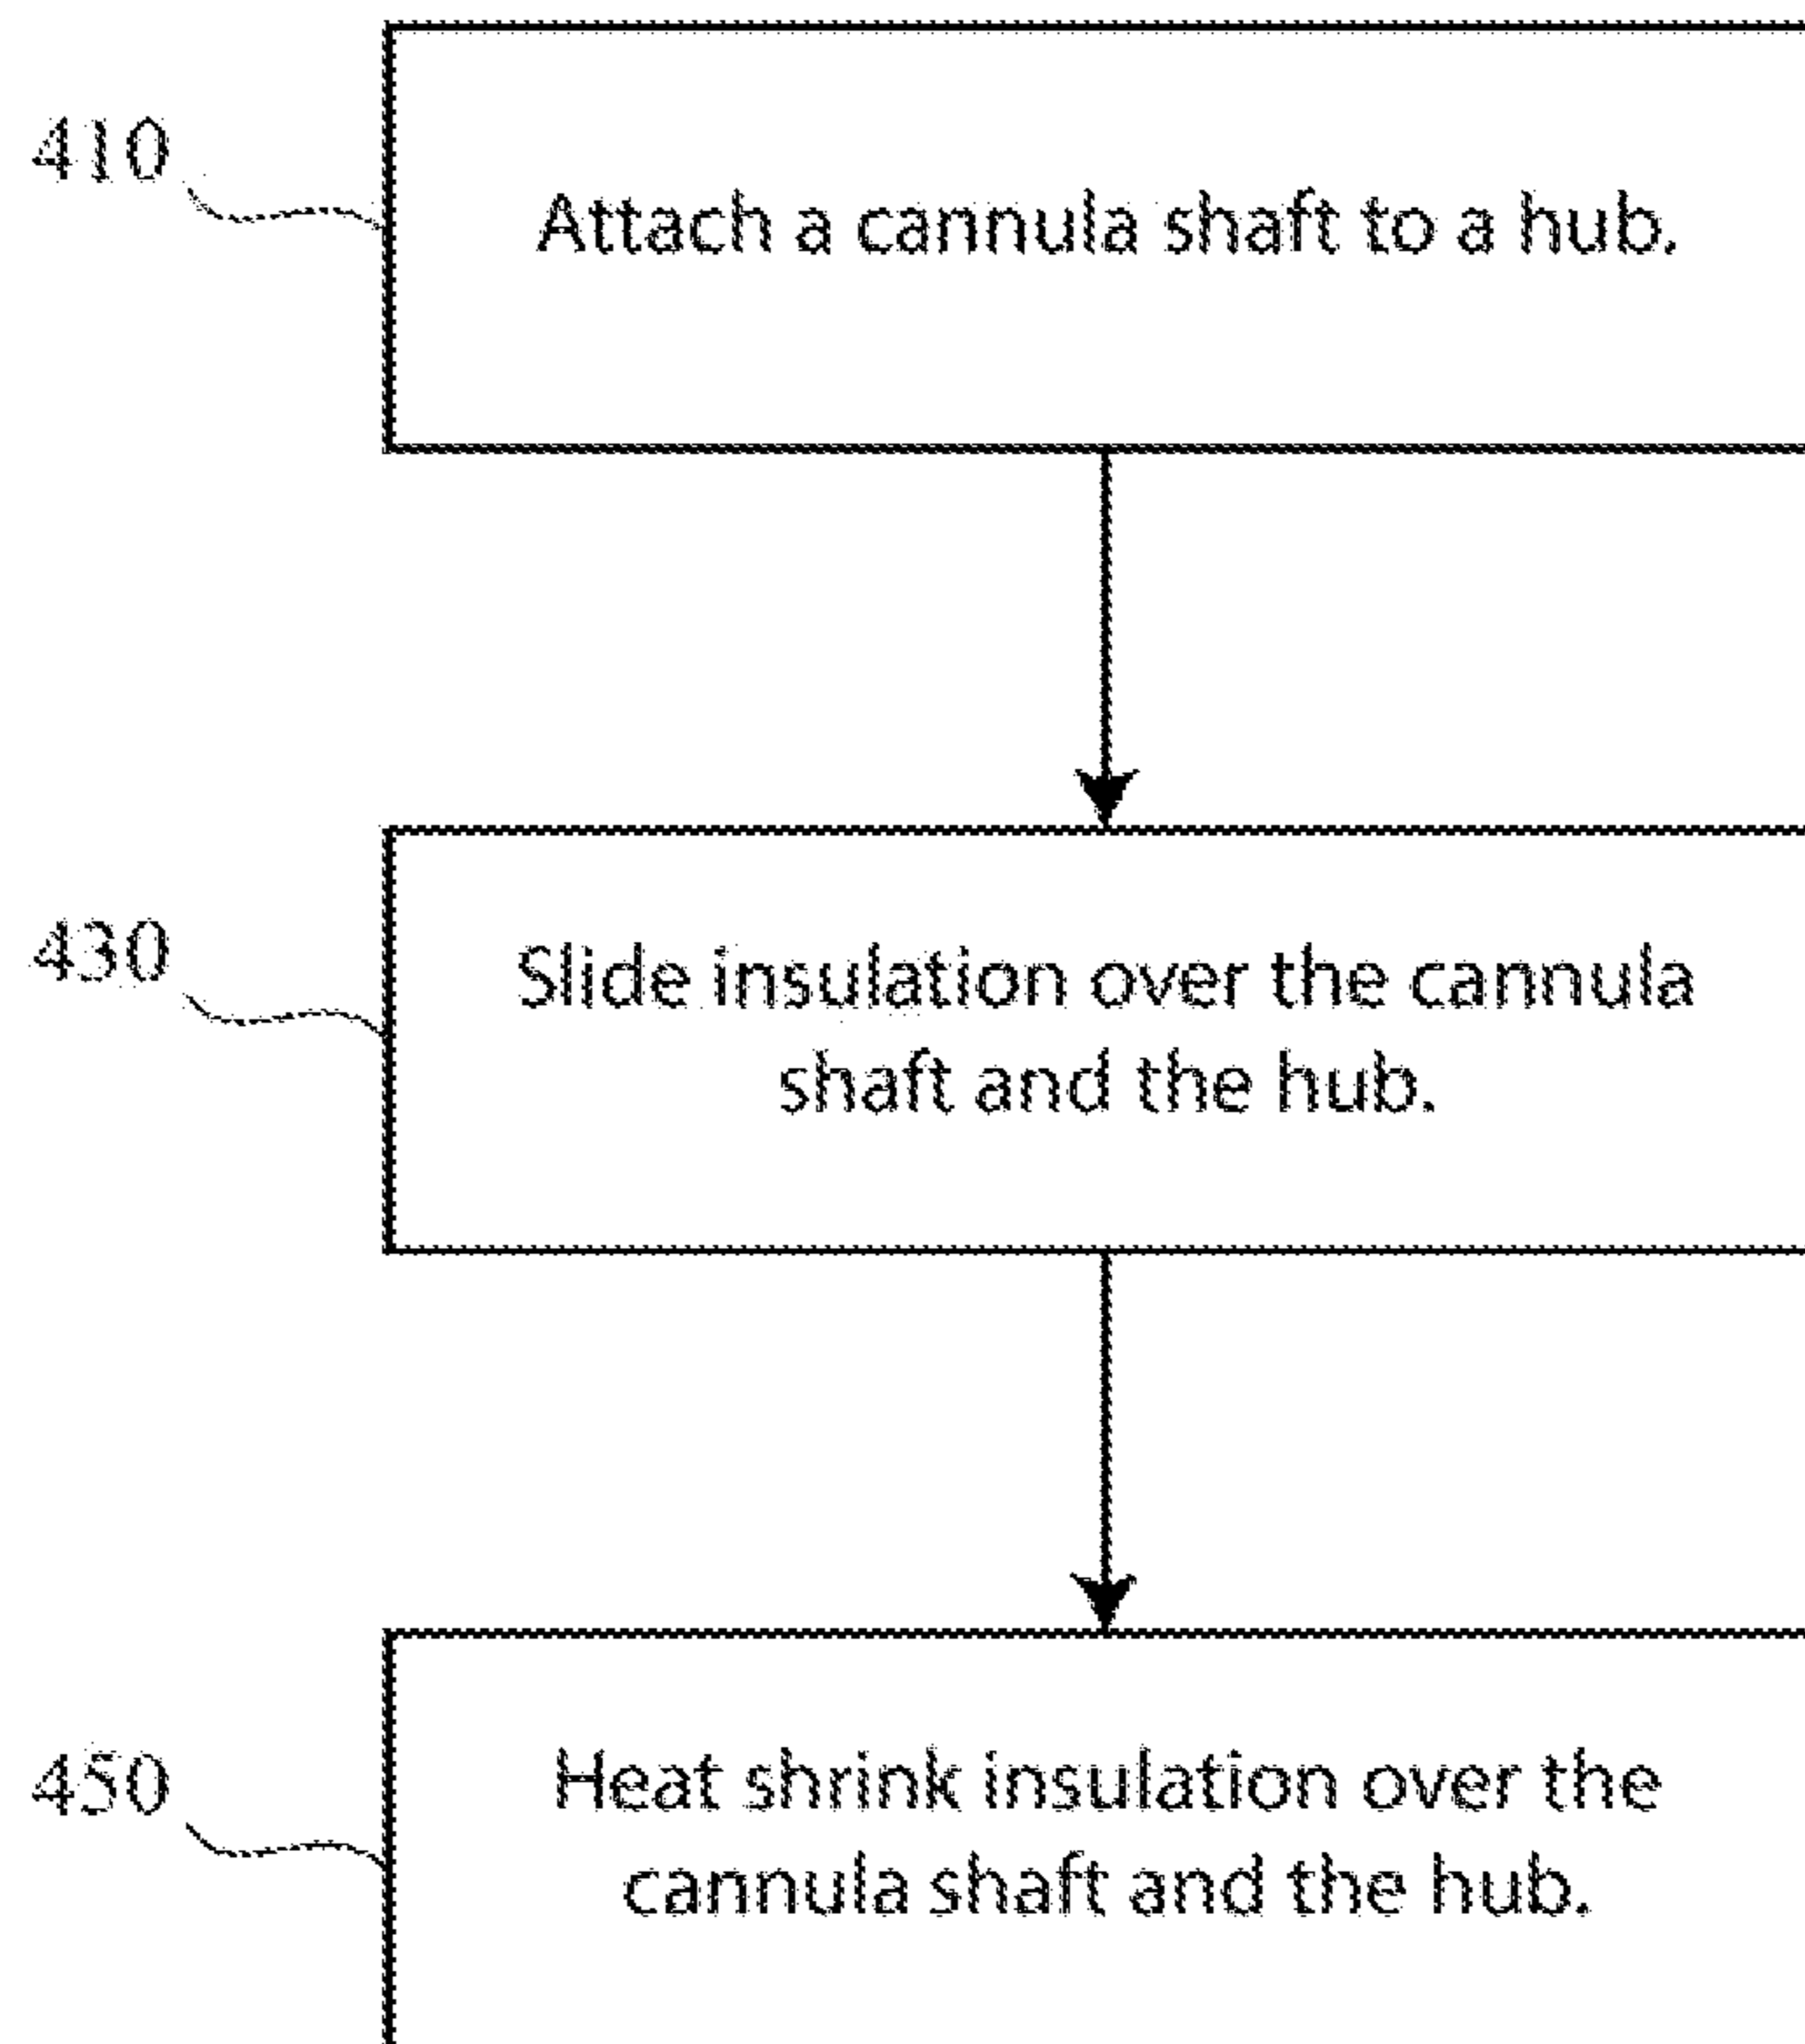 410
Attach a cannula shaft to a hub.
430
Slide insulation over the cannula
shaft and the hub.
450
Heat shrink insulation over the
cannula shaft and the hub.